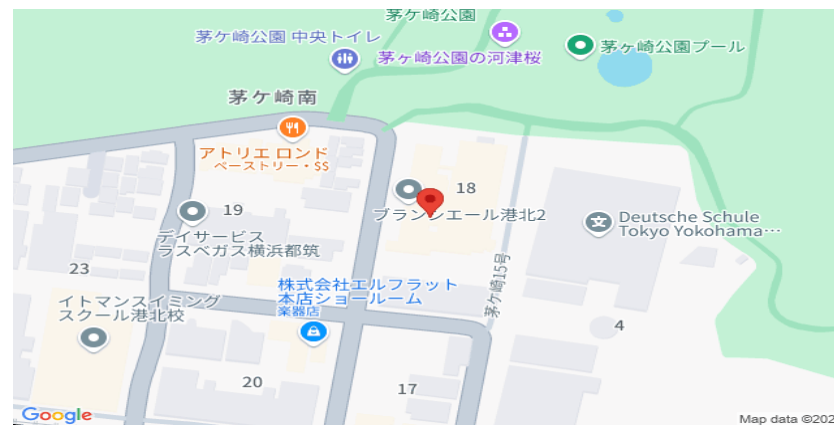 茅ケ崎公園
茅ケ崎公園 中央トイレ
茅ヶ崎公園の河津桜
茅ヶ崎公園プール
茅ケ崎南
アトリエ ロンド
ペーストリー・$$
18
ブランシエール港北2
19
デイサービス
ラスベガス横浜都筑
Deutsche Schule
Tokyo Yokohama…
23
株式会社エルフラット
本店ショールーム
楽器店
茅ケ崎15号
イトマンスイミング
スクール港北校
4
20
17
Google
Map data ©202